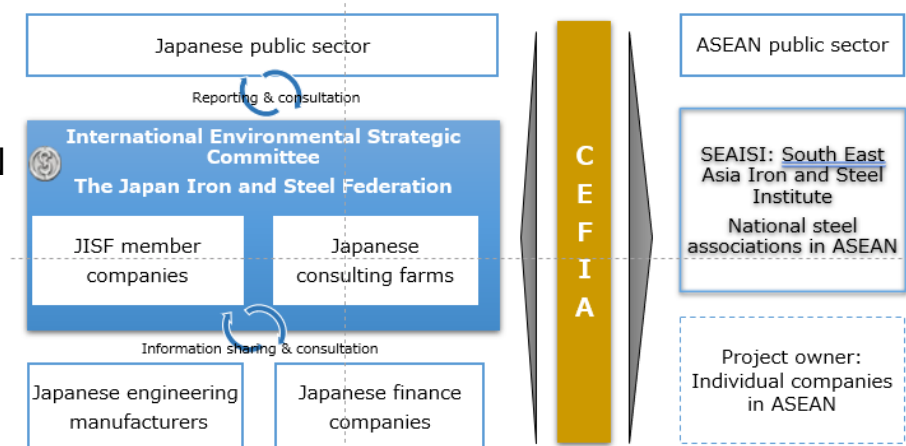 Japanese public sector
Reporting & consultation
International Environmental Strategic
Committee
The Japan Iron and Steel Federation
JISF member
companies
Japanese
consulting farms
Information sharing & consultation
Japanese engineering
manufacturers
Japanese finance
companies
C
E
F
I
A
ASEAN public sector
SEAISI: South East
Asia Iron and Steel
Institute
National steel
associations in ASEAN
Project owner:
Individual companies
in ASEAN